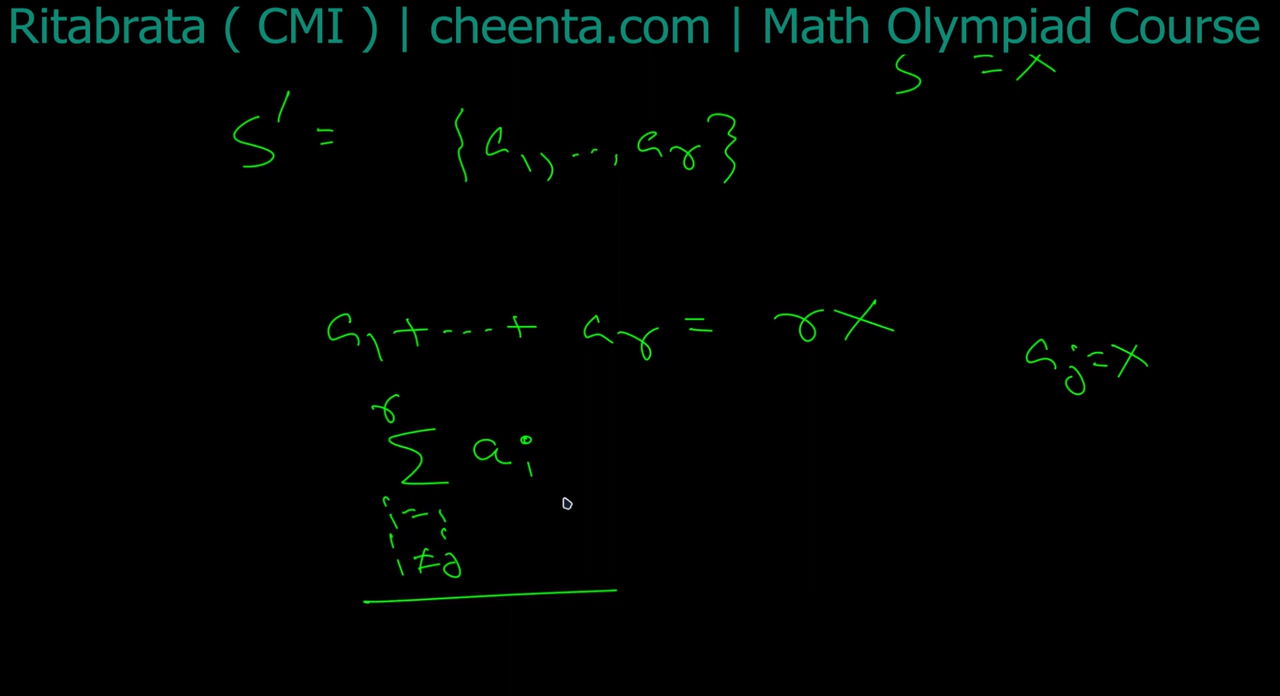 Ritabrata ( CMI ) | cheenta.com | Math Olympiad Course
S = x
S' = {a₁, ..., aᵣ}
a₁ + ... + aᵣ = rx
aⱼ = x
r
∑ aᵢ
i = 1
i ≠ j